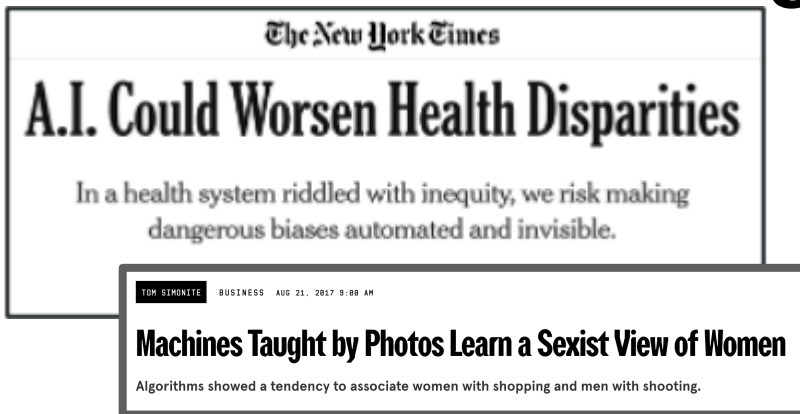 The New York Times
A.I. Could Worsen Health Disparities
In a health system riddled with inequity, we risk making
dangerous biases automated and invisible.
TOM SIMONITE BUSINESS AUG 21, 2017 9:00 AM
Machines Taught by Photos Learn a Sexist View of Women
Algorithms showed a tendency to associate women with shopping and men with shooting.